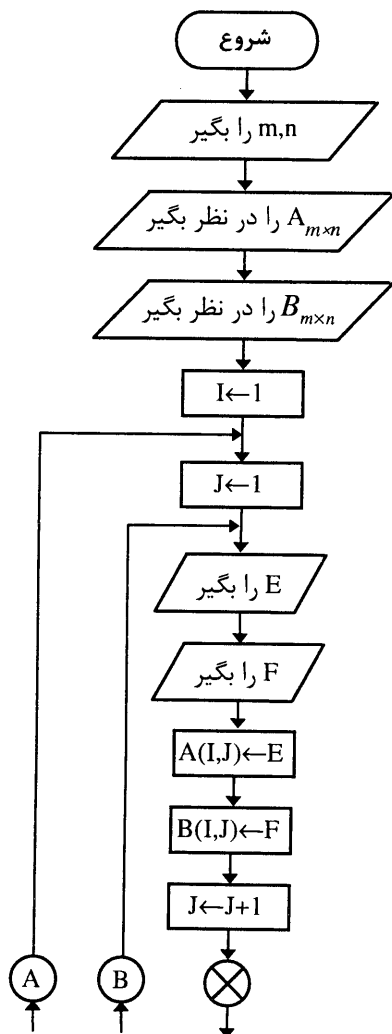 شروع
m,n را بگیر
A_{m×n} را در نظر بگیر
B_{m×n} را در نظر بگیر
I←1
J←1
E را بگیر
F را بگیر
A(I,J)←E
B(I,J)←F
J←J+1
A
B